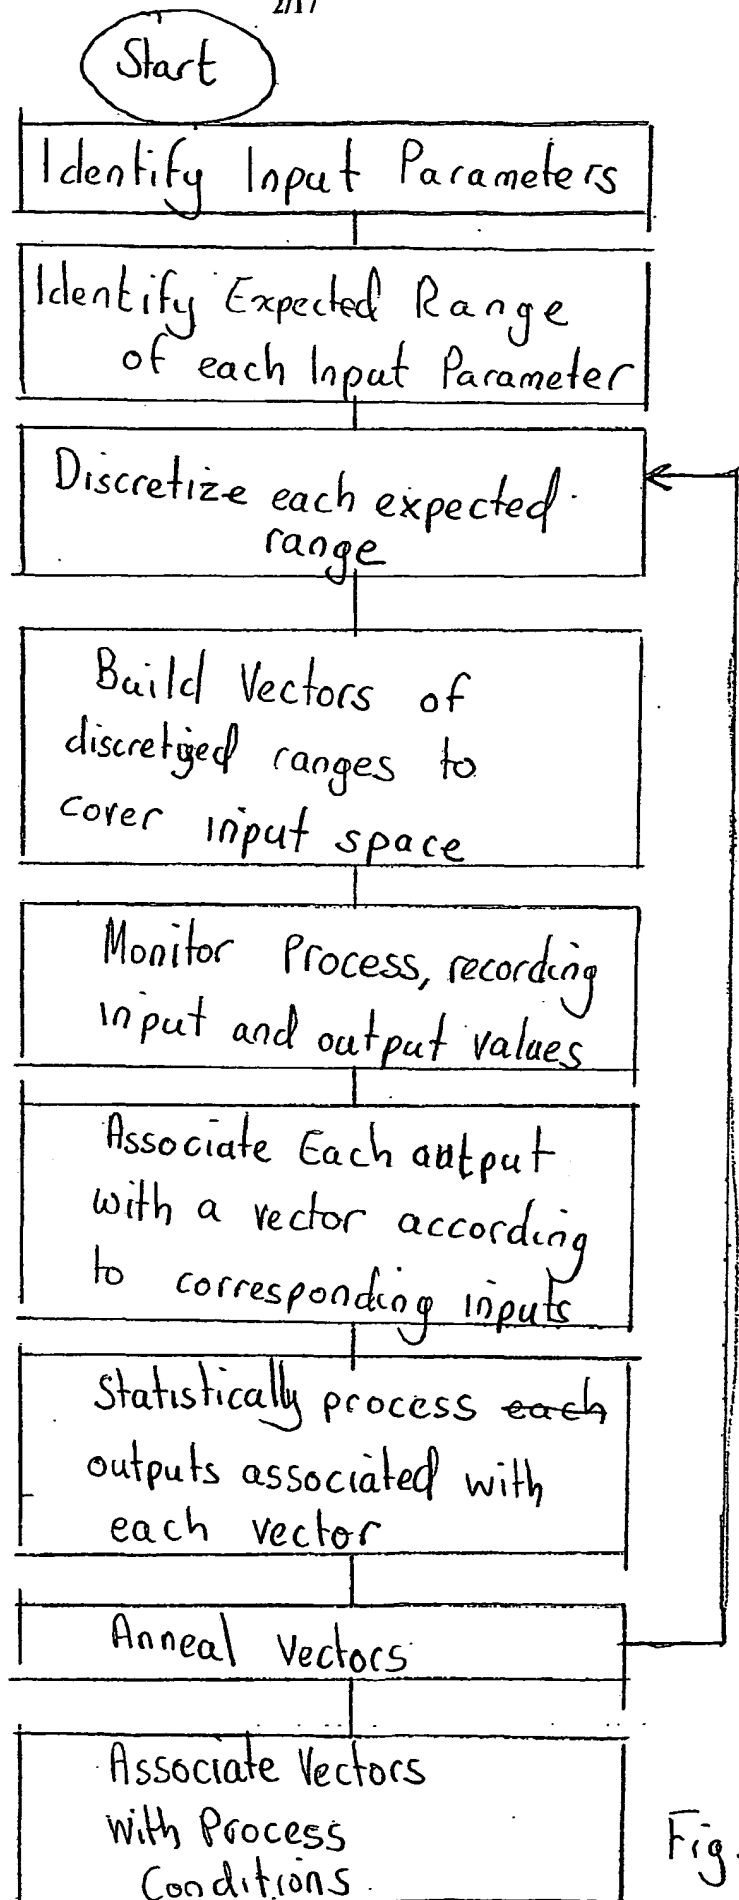 2/17
Start
Identify Input Parameters
Identify Expected Range
of each Input Parameter
Discretize each expected
range
Build Vectors of
discretized ranges to
cover input space
Monitor Process, recording
input and output values
Associate Each output
with a vector according
to corresponding inputs
Statistically process each
outputs associated with
each vector
Anneal Vectors
Associate Vectors
with Process
Conditions
Fig.